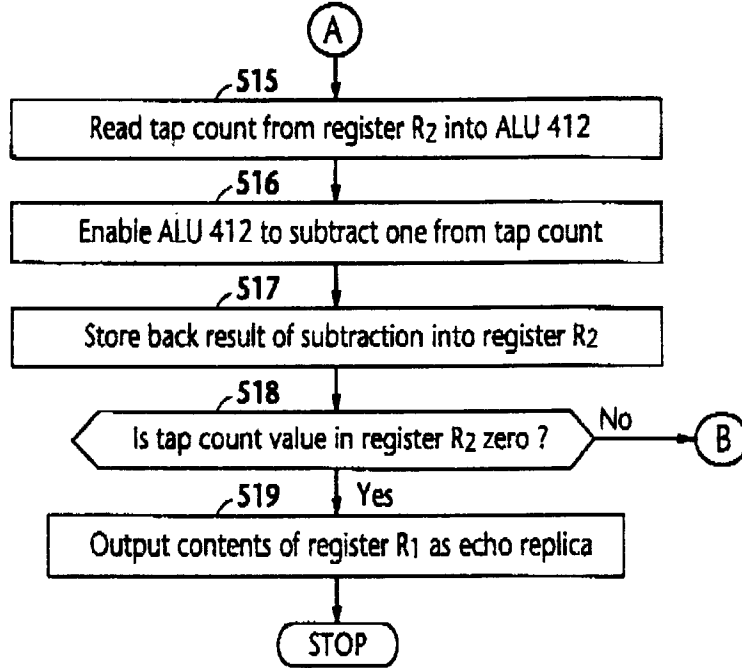 A
515
Read tap count from register R2 into ALU 412
516
Enable ALU 412 to subtract one from tap count
517
Store back result of subtraction into register R2
518
Is tap count value in register R2 zero ?
No
B
Yes
519
Output contents of register R1 as echo replica
STOP